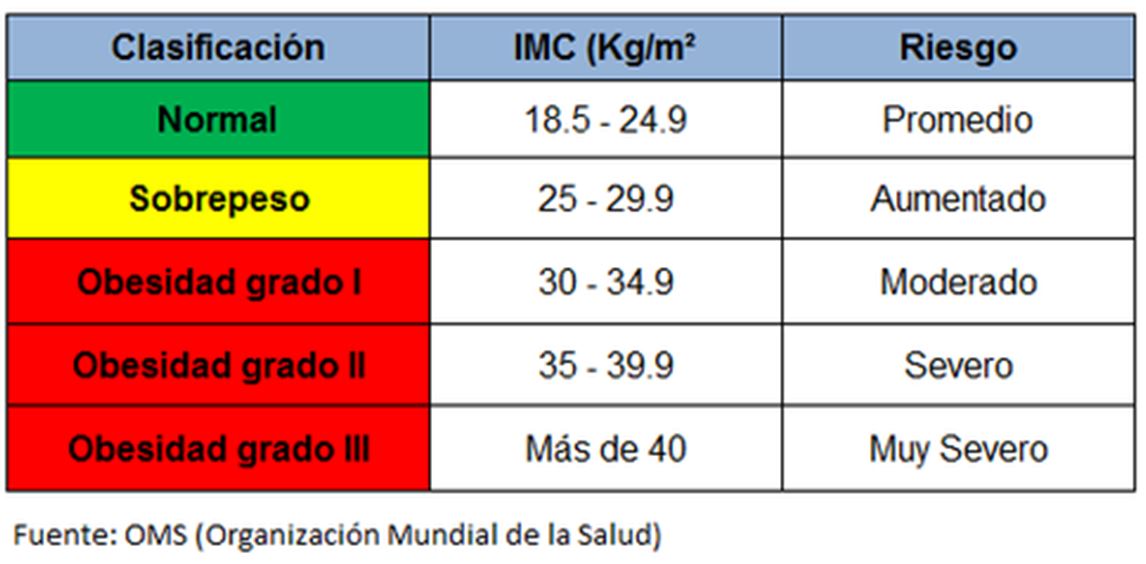 Clasificación IMC (Kg/m² Riesgo
Normal 18.5 - 24.9 Promedio
Sobrepeso 25 - 29.9 Aumentado
Obesidad grado I 30 - 34.9 Moderado
Obesidad grado II 35 - 39.9 Severo
Obesidad grado III Más de 40 Muy Severo
Fuente: OMS (Organización Mundial de la Salud)